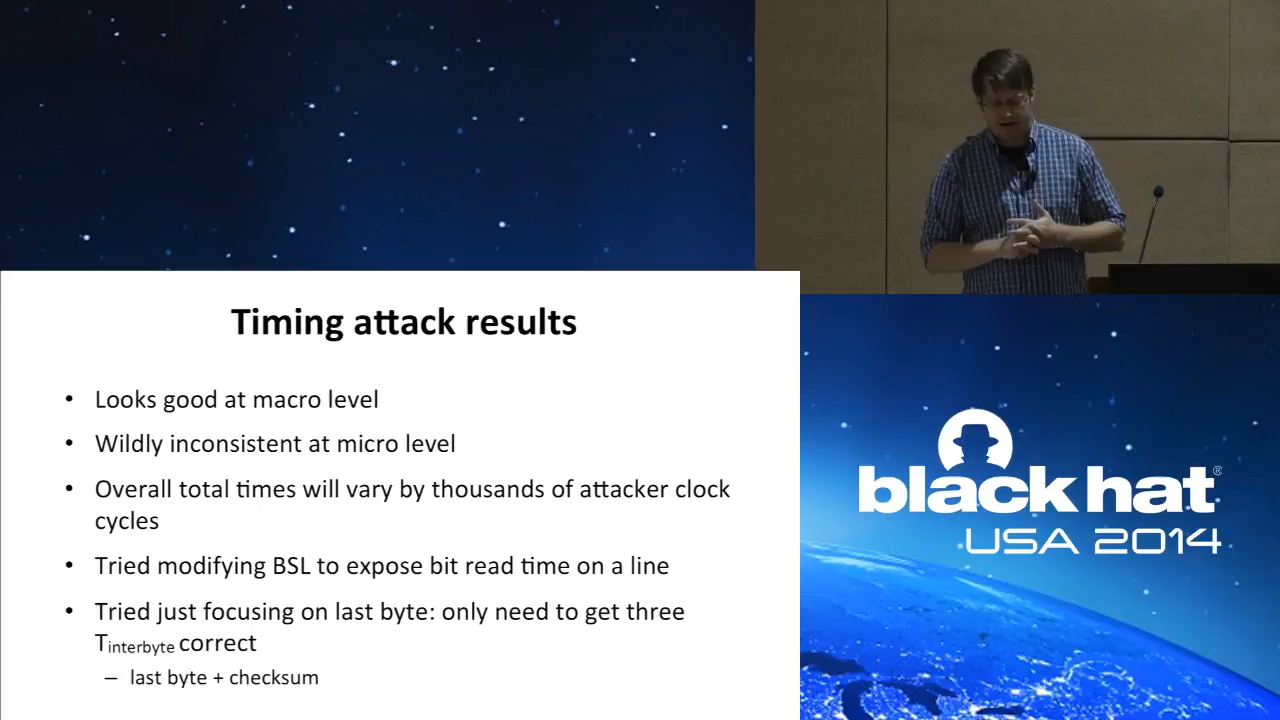 Timing attack results
• Looks good at macro level
• Wildly inconsistent at micro level
• Overall total times will vary by thousands of attacker clock
cycles
• Tried modifying BSL to expose bit read time on a line
• Tried just focusing on last byte: only need to get three
Tinterbyte correct
– last byte + checksum
black hat®
USA 2014